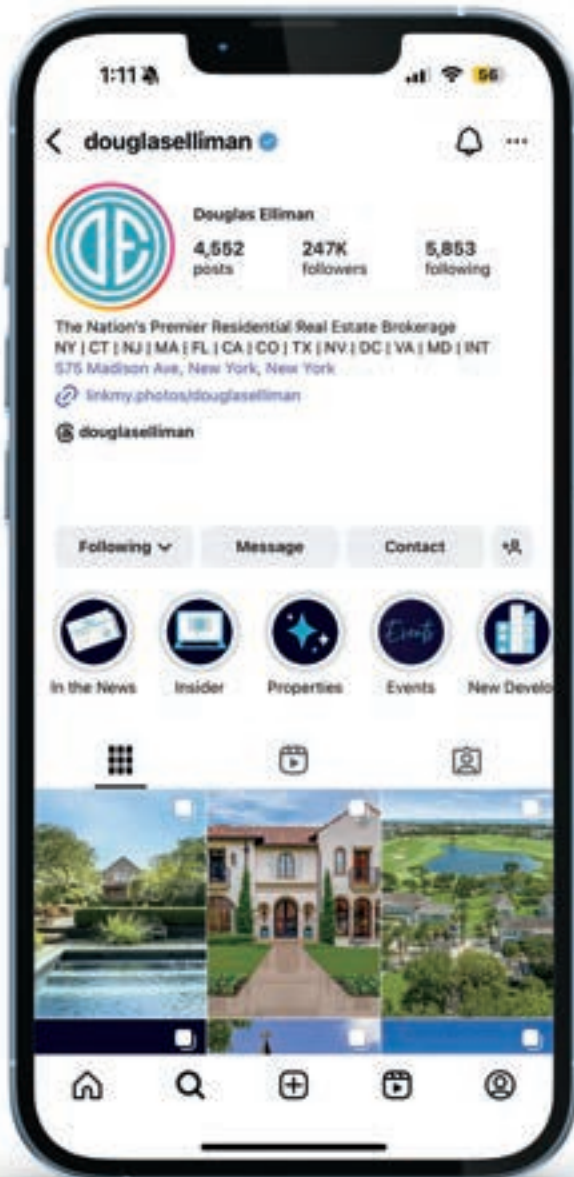 1:11
56
douglaselliman
DE
Douglas Elliman
4,552 247K 5,853
posts followers following
The Nation's Premier Residential Real Estate Brokerage
NY | CT | NJ | MA | FL | CA | CO | TX | NV | DC | VA | MD | INT
575 Madison Ave, New York, New York
linkmy.photos/douglaselliman
douglaselliman
Following Message Contact
Events
In the News Insider Properties Events New Develo